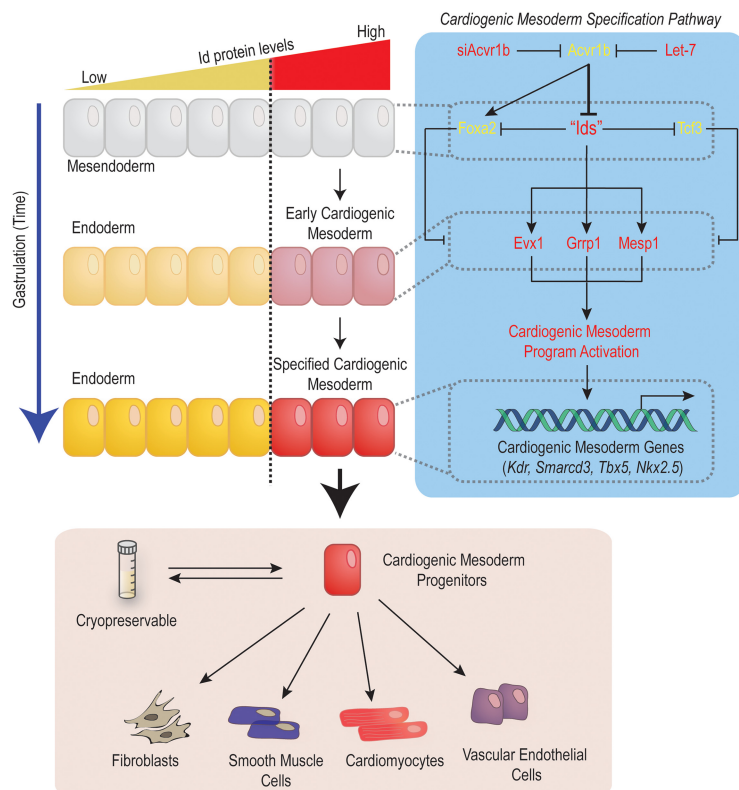 Cardiogenic Mesoderm Specification Pathway
High
Id protein levels
Low
siAcvr1b
Acvr1b
Let-7
Foxa2
“Ids”
Tcf3
Mesendoderm
Gastrulation (Time)
Endoderm
Early Cardiogenic
Mesoderm
Evx1
Grrp1
Mesp1
Cardiogenic Mesoderm
Program Activation
Endoderm
Specified Cardiogenic
Mesoderm
Cardiogenic Mesoderm Genes
(Kdr, Smarcd3, Tbx5, Nkx2.5)
Cardiogenic Mesoderm
Progenitors
Cryopreservable
Fibroblasts
Smooth Muscle
Cells
Cardiomyocytes
Vascular Endothelial
Cells